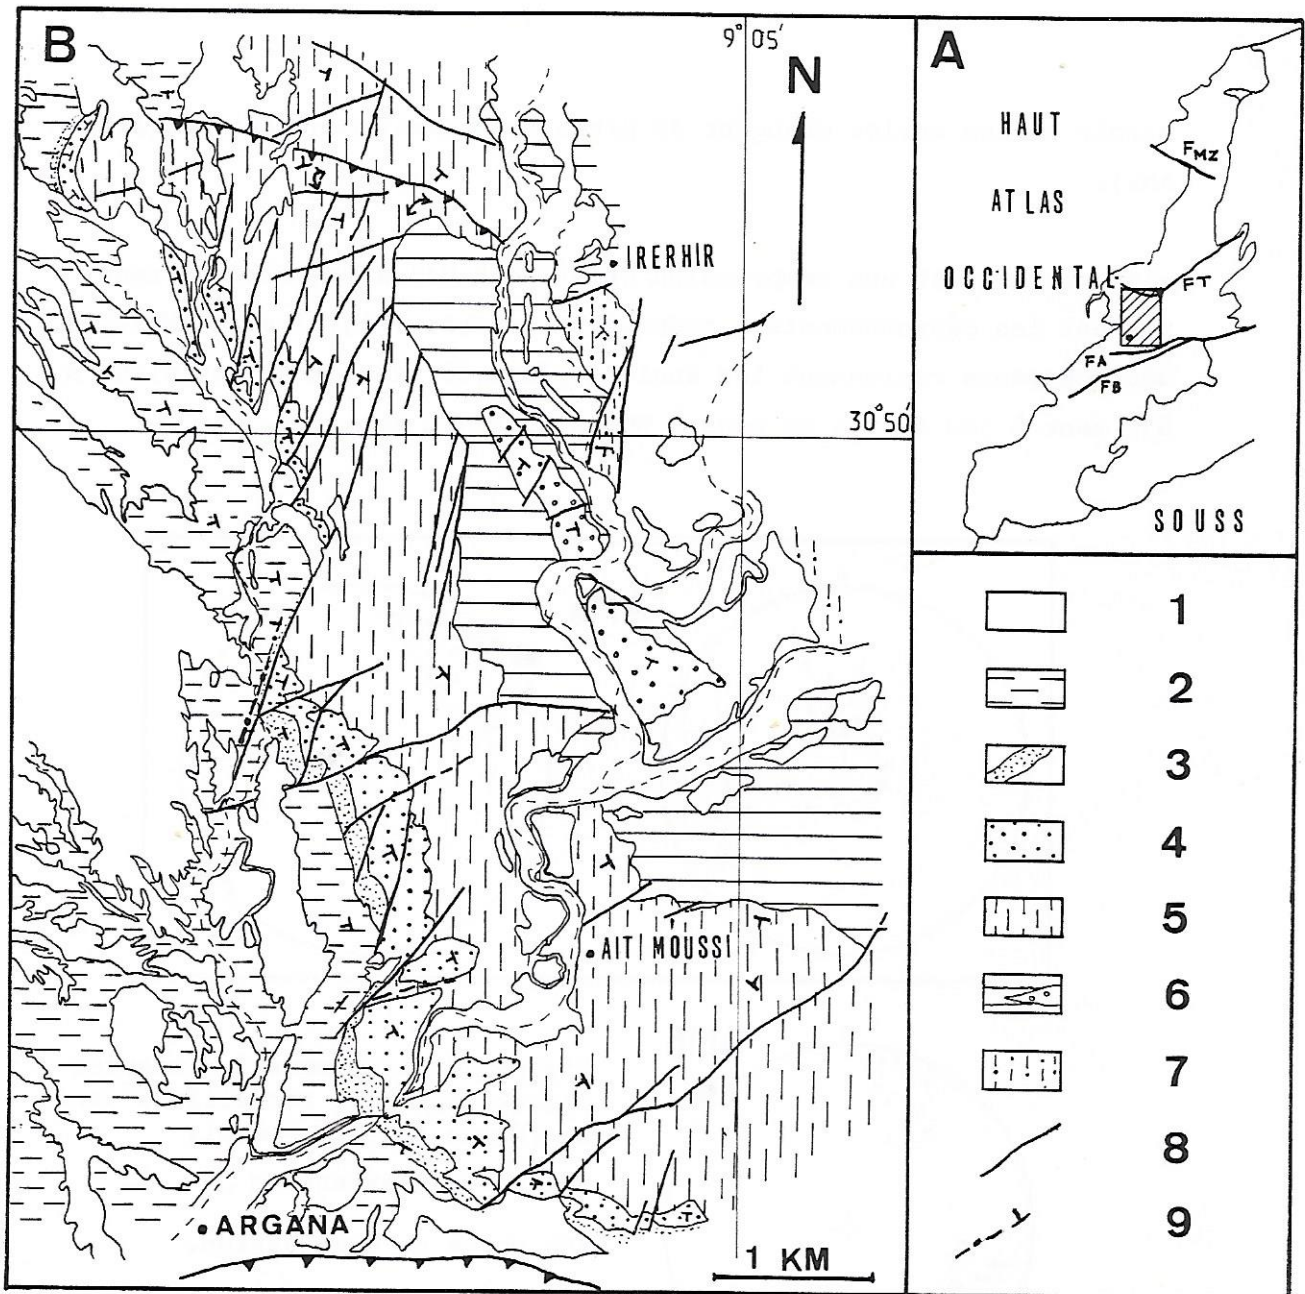 B
9° 05'
N
IRERHIR
30° 50'
AIT MOUSSI
ARGANA
1 KM
A
HAUT
ATLAS
OCCIDENTAL
FMZ
FT
FA
FB
SOUSS
1
2
3
4
5
6
7
8
9